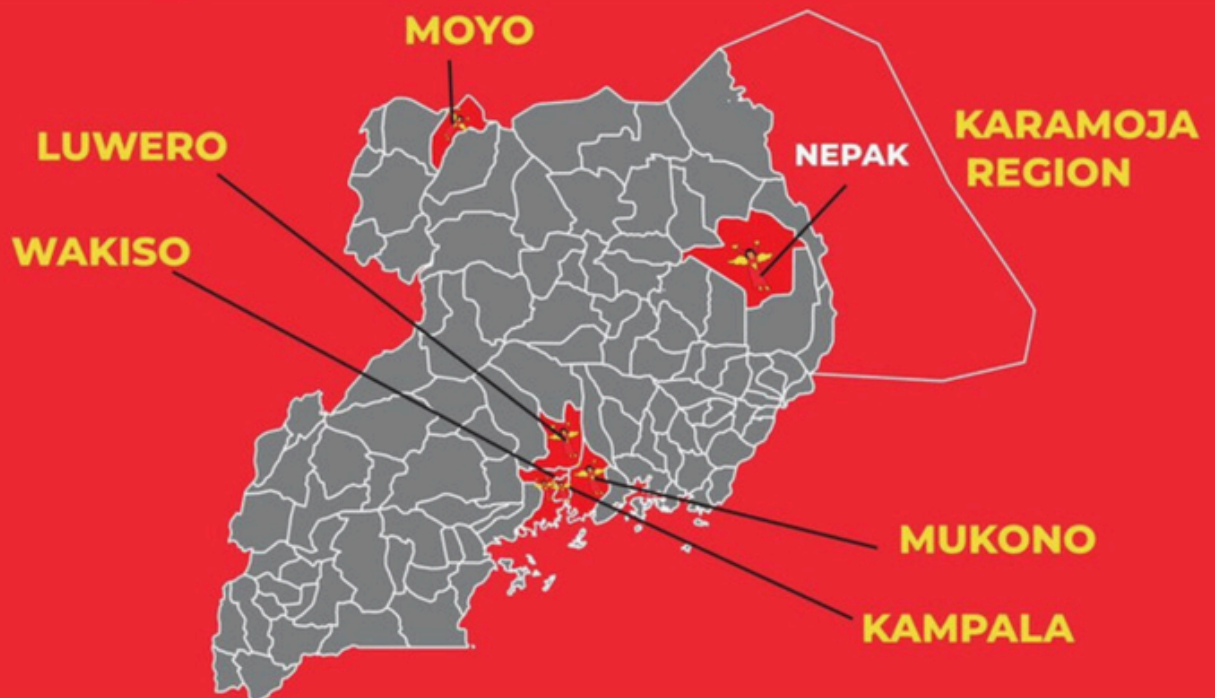 MOYO
LUWERO
KARAMOJA
REGION
NEPAK
WAKISO
MUKONO
KAMPALA